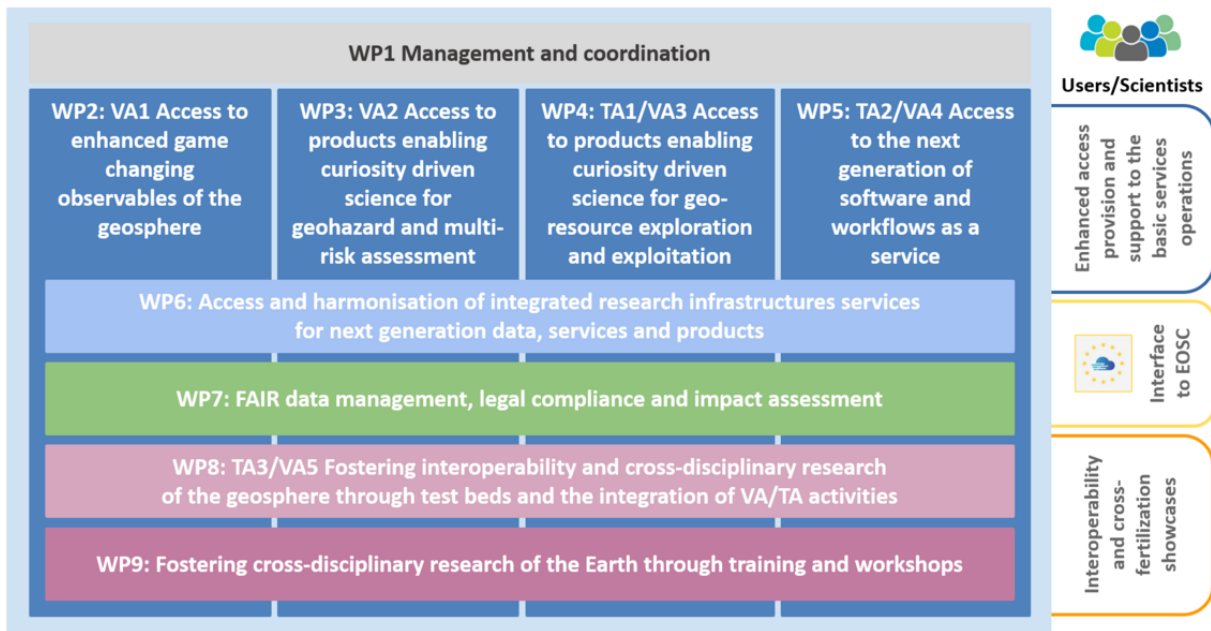 WP1 Management and coordination
WP2: VA1 Access to
enhanced game
changing
observables of the
geosphere
WP3: VA2 Access to
products enabling
curiosity driven
science for
geohazard and multi-
risk assessment
WP4: TA1/VA3 Access
to products enabling
curiosity driven
science for geo-
resource exploration
and exploitation
WP5: TA2/VA4 Access
to the next
generation of
software and
workflows as a
service
WP6: Access and harmonisation of integrated research infrastructures services
for next generation data, services and products
WP7: FAIR data management, legal compliance and impact assessment
WP8: TA3/VA5 Fostering interoperability and cross-disciplinary research
of the geosphere through test beds and the integration of VA/TA activities
WP9: Fostering cross-disciplinary research of the Earth through training and workshops
Users/Scientists
Enhanced access
provision and
support to the
basic services
operations
Interface
to EOSC
Interoperability
and cross-
fertilization
showcases